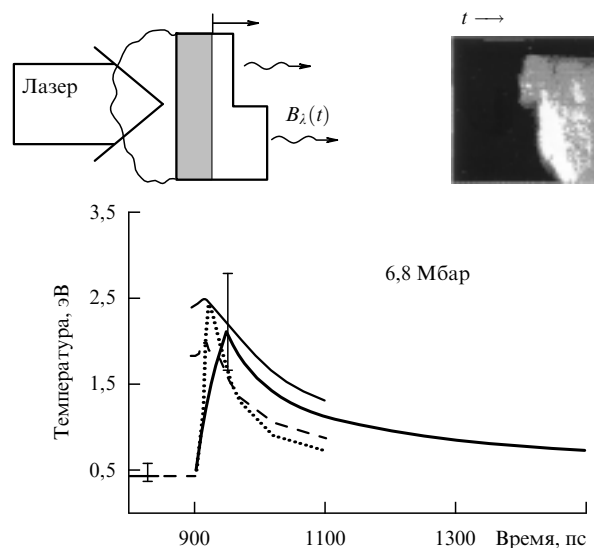 t →
Лазер
B_λ(t)
3,5
6,8 Мбар
2,5
1,5
0,5
Температура, эВ
900
1100
1300
Время, пс